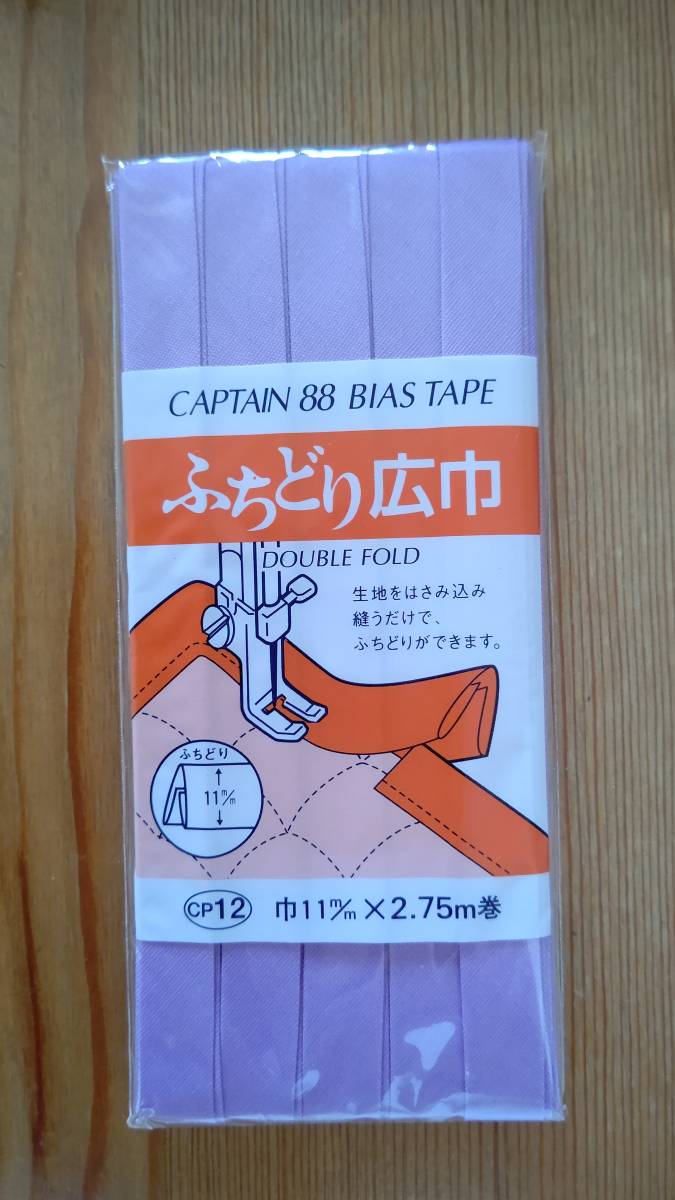 CAPTAIN 88 BIAS TAPE
ふちどり広巾
DOUBLE FOLD
生地をはさみ込み
縫うだけで、
ふちどりができます。
ふちどり
11m/m
CP12 巾11m/m×2.75m巻